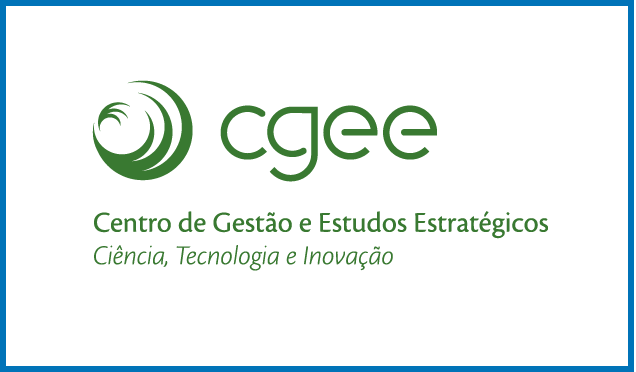 cgee
Centro de Gestão e Estudos Estratégicos
Ciência, Tecnologia e Inovação